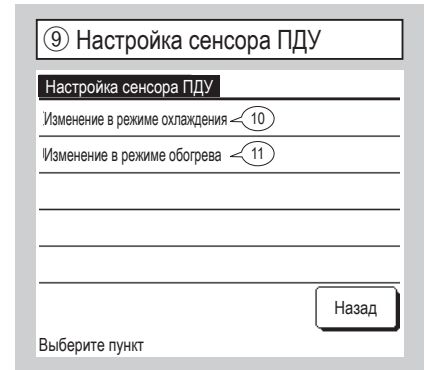 ⑨ Настройка сенсора ПДУ
Настройка сенсора ПДУ
Изменение в режиме охлаждения 10
Изменение в режиме обогрева 11
Назад
Выберите пункт